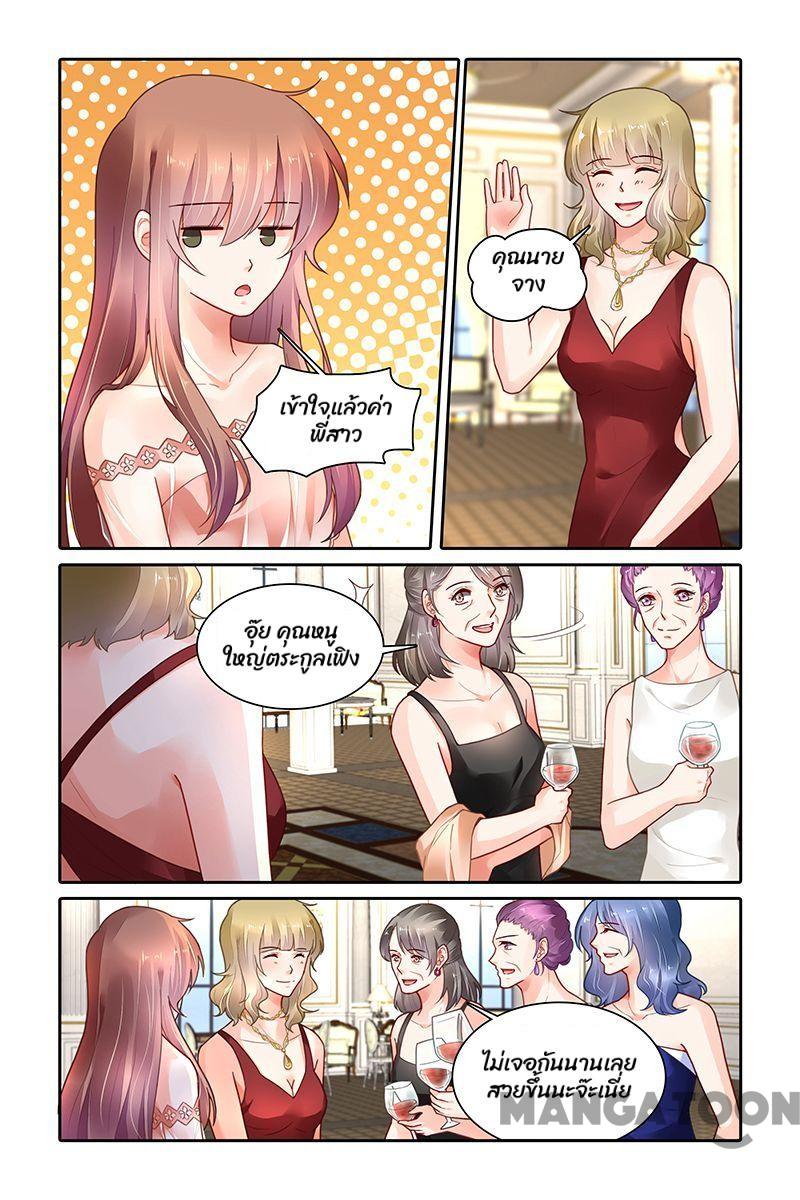 เข้าใจแล้วค่า
พี่สาว
คุณนาย
จาง
อุ๊ย คุณหนู
ใหญ่ตระกูลเฟิง
ไม่เจอกันนานเลย
สวยขึ้นนะจ๊ะเนี่ย
MANGATOON